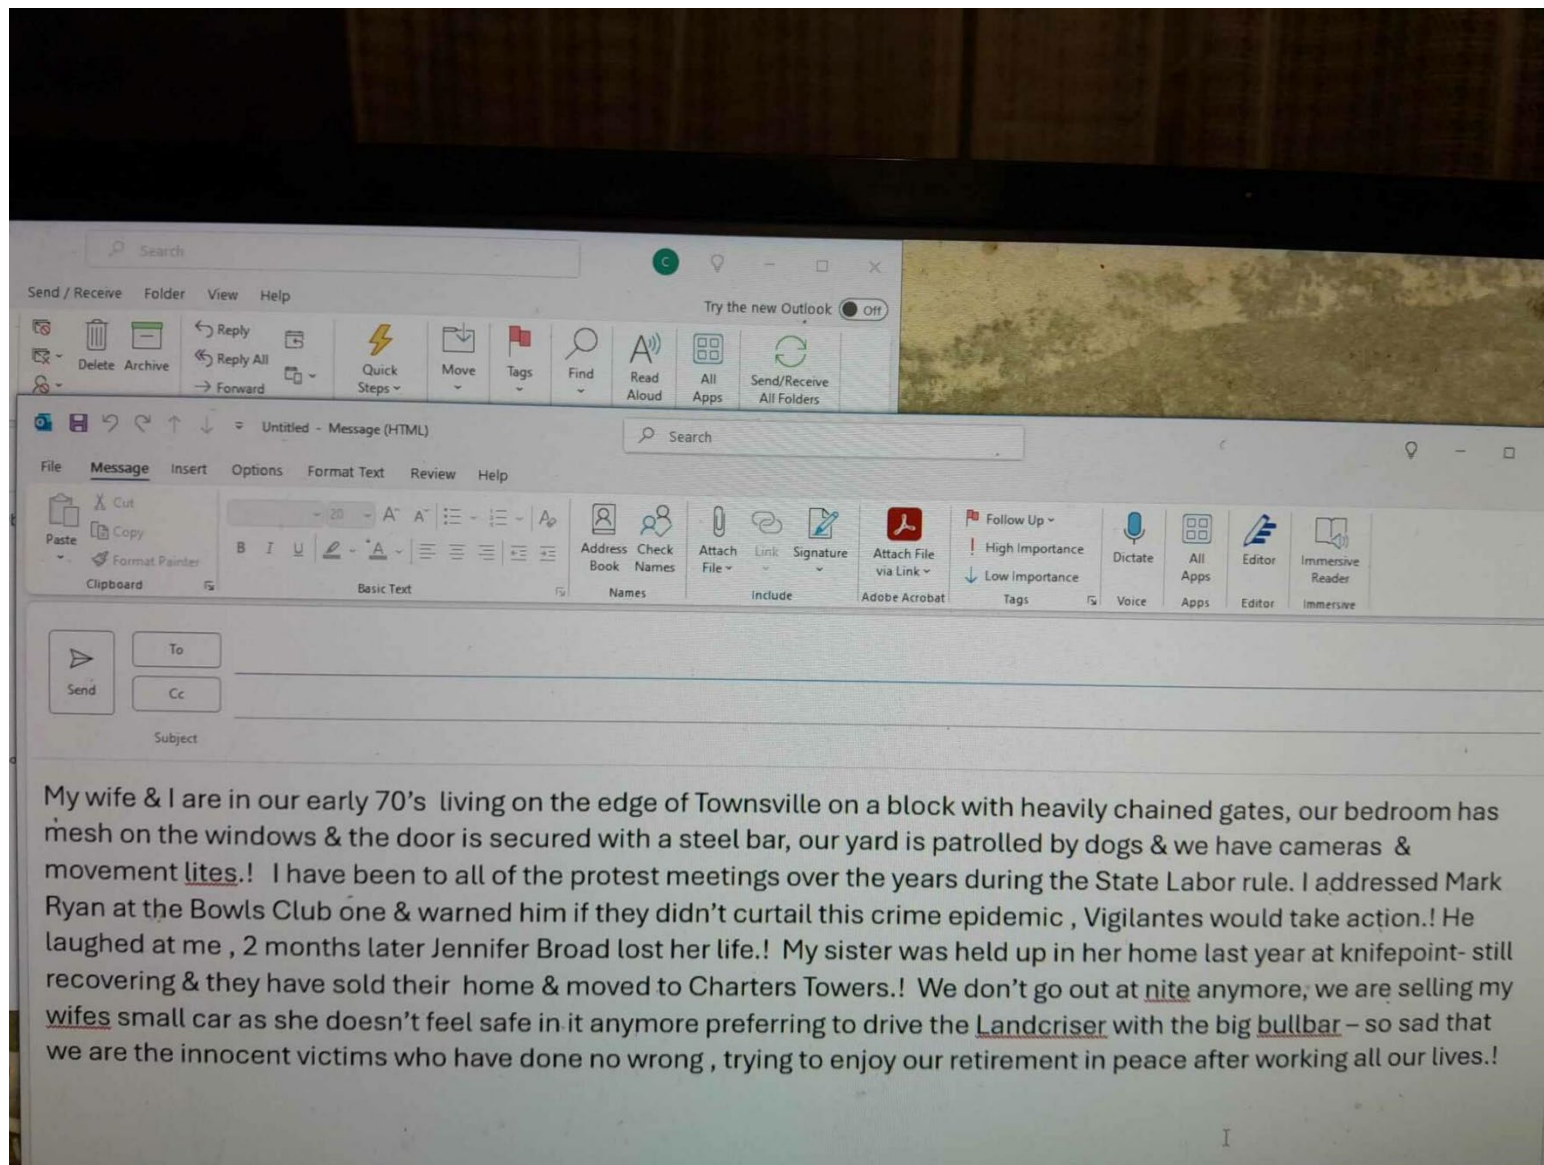 Search
C
Send / Receive Folder View Help
Try the new Outlook Off
Delete Archive
Reply
Reply All
Forward
Quick Steps
Move
Tags
Find
Read Aloud
All Apps
Send/Receive All Folders
Untitled - Message (HTML)
Search
File Message Insert Options Format Text Review Help
Paste
Cut
Copy
Format Painter
Clipboard
20
B I U
Basic Text
Address Book
Check Names
Names
Attach File
Link
Signature
Include
Attach File via Link
Adobe Acrobat
Follow Up
High Importance
Low Importance
Tags
Dictate
Voice
All Apps
Apps
Editor
Editor
Immersive Reader
Immersive
Send
To
Cc
Subject
My wife & I are in our early 70's living on the edge of Townsville on a block with heavily chained gates, our bedroom has
mesh on the windows & the door is secured with a steel bar, our yard is patrolled by dogs & we have cameras &
movement lites.! I have been to all of the protest meetings over the years during the State Labor rule. I addressed Mark
Ryan at the Bowls Club one & warned him if they didn't curtail this crime epidemic , Vigilantes would take action.! He
laughed at me , 2 months later Jennifer Broad lost her life.! My sister was held up in her home last year at knifepoint- still
recovering & they have sold their home & moved to Charters Towers.! We don't go out at nite anymore, we are selling my
wifes small car as she doesn't feel safe in it anymore preferring to drive the Landcriser with the big bullbar – so sad that
we are the innocent victims who have done no wrong , trying to enjoy our retirement in peace after working all our lives.!